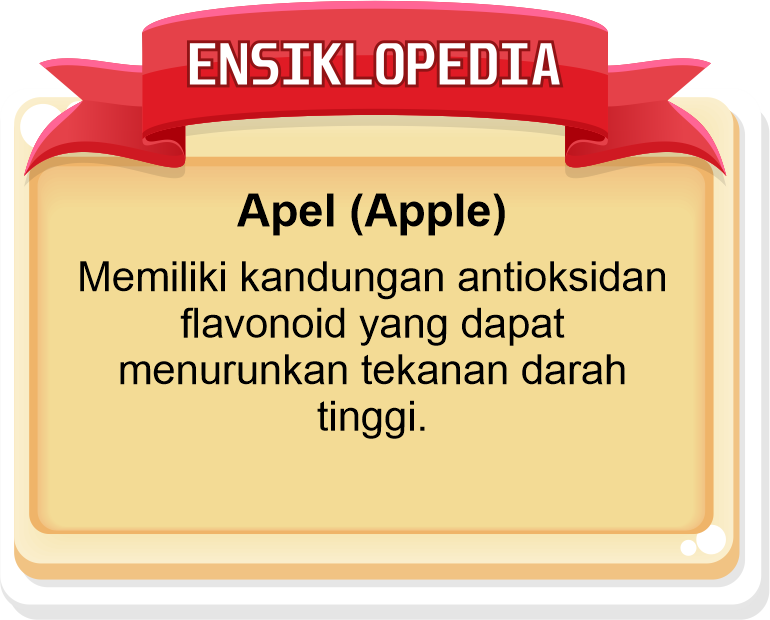 ENSIKLOPEDIA
Apel (Apple)
Memiliki kandungan antioksidan
flavonoid yang dapat
menurunkan tekanan darah
tinggi.